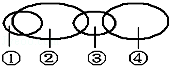 ① ② ③ ④